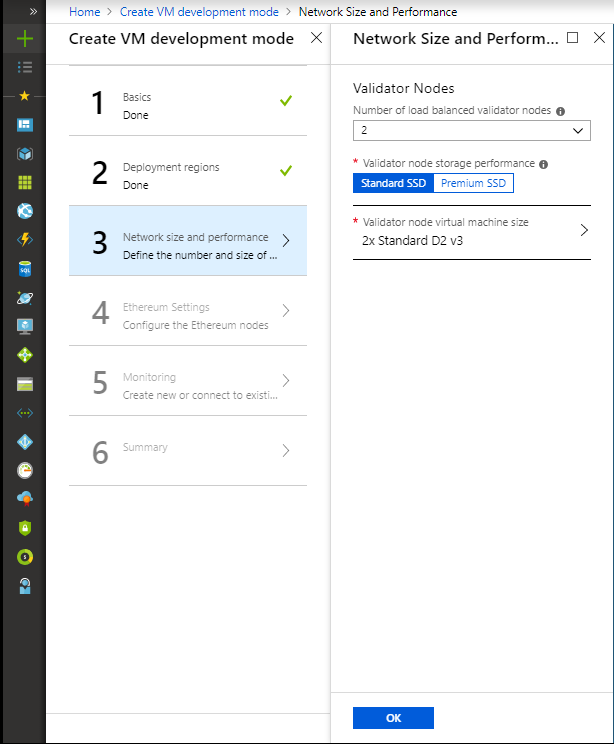 »
Home > Create VM development mode > Network Size and Performance
Create VM development mode
1
Basics
Done
2
Deployment regions
Done
3
Network size and performance
Define the number and size of ...
4
Ethereum Settings
Configure the Ethereum nodes
5
Monitoring
Create new or connect to existi...
6
Summary
Network Size and Perform...
Validator Nodes
Number of load balanced validator nodes
2
* Validator node storage performance
Standard SSD Premium SSD
* Validator node virtual machine size
2x Standard D2 v3
OK
SQL